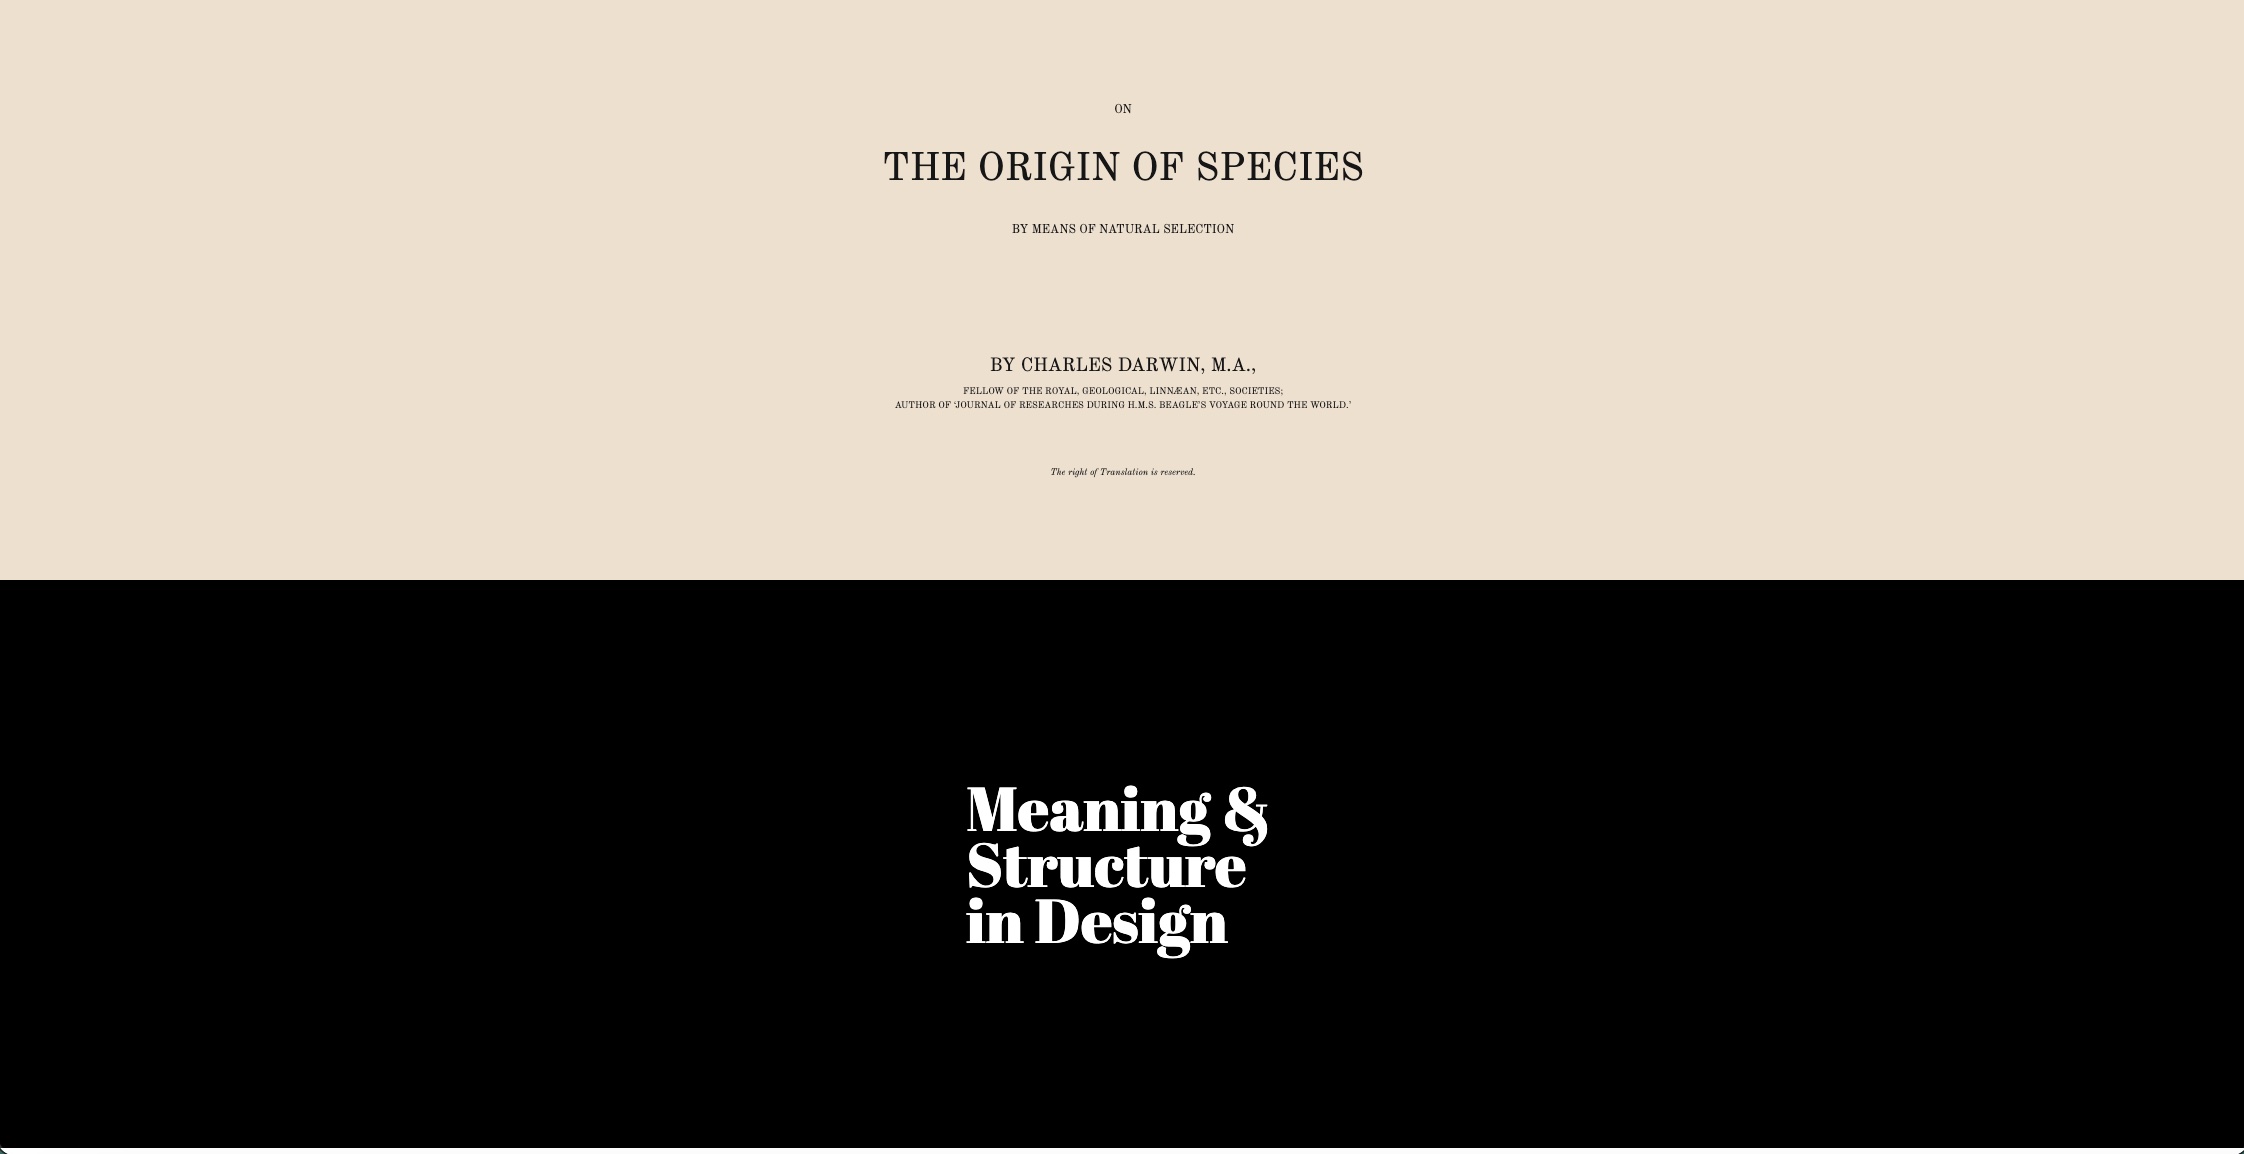 ON
THE ORIGIN OF SPECIES
BY MEANS OF NATURAL SELECTION
BY CHARLES DARWIN, M.A.,
FELLOW OF THE ROYAL, GEOLOGICAL, LINNÆAN, ETC., SOCIETIES;
AUTHOR OF ‘JOURNAL OF RESEARCHES DURING H.M.S. BEAGLE’S VOYAGE ROUND THE WORLD.’
The right of Translation is reserved.
Meaning &
Structure
in Design